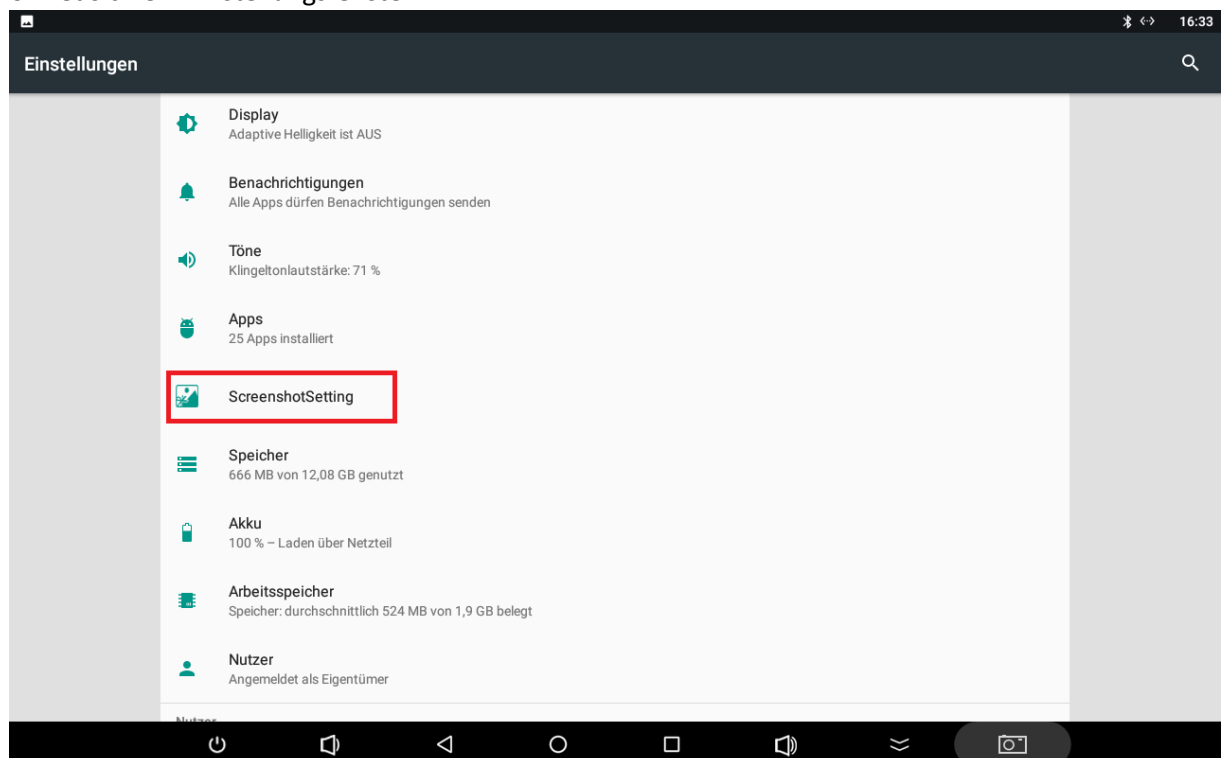 16:33
Einstellungen
Display
Adaptive Helligkeit ist AUS
Benachrichtigungen
Alle Apps dürfen Benachrichtigungen senden
Töne
Klingeltonlautstärke: 71 %
Apps
25 Apps installiert
ScreenshotSetting
Speicher
666 MB von 12,08 GB genutzt
Akku
100 % – Laden über Netzteil
Arbeitsspeicher
Speicher: durchschnittlich 524 MB von 1,9 GB belegt
Nutzer
Angemeldet als Eigentümer
Nutzer